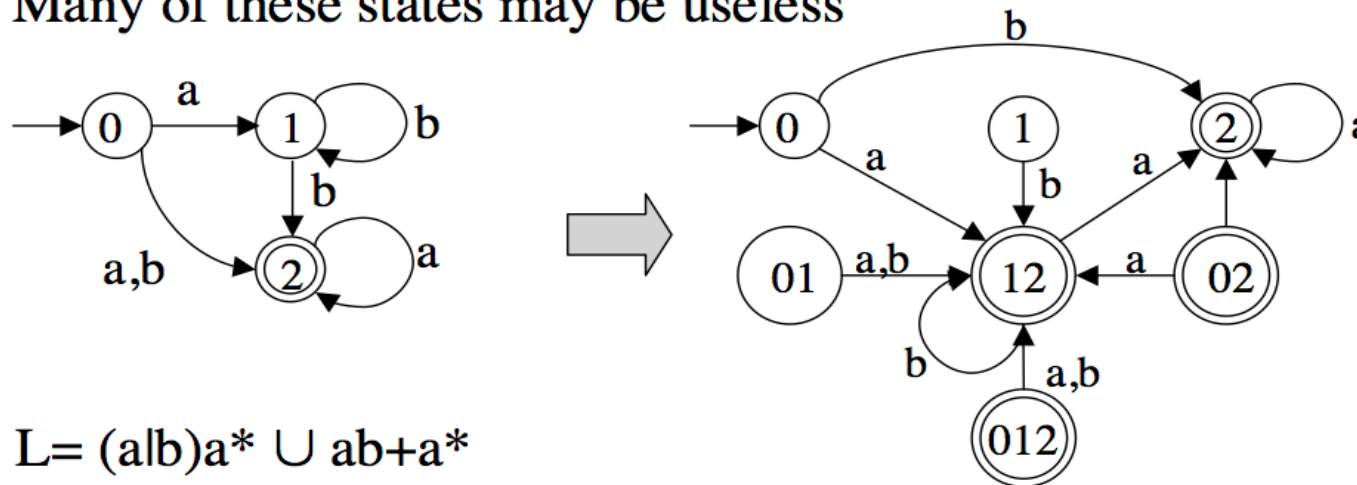 Many of these states may be useless
b
a
0
1
b
0
1
2
a
b
a
b
a,b
2
a
01
a,b
12
a
02
b
a,b
L= (a|b)a* ∪ ab+a*
012